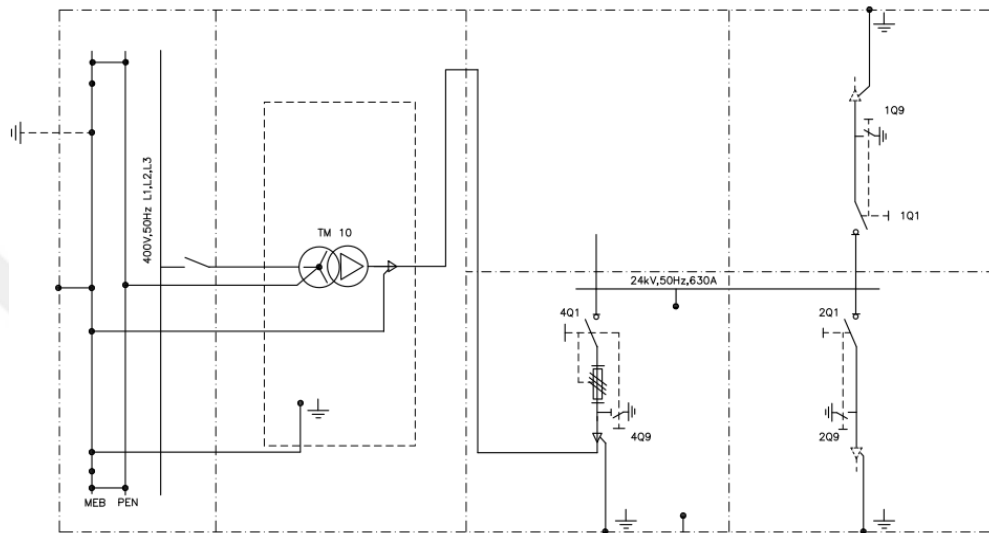 400V,50Hz L1,L2,L3
TM 10
1Q9
1Q1
24kV,50Hz,630A
4Q1
2Q1
4Q9
2Q9
MEB PEN